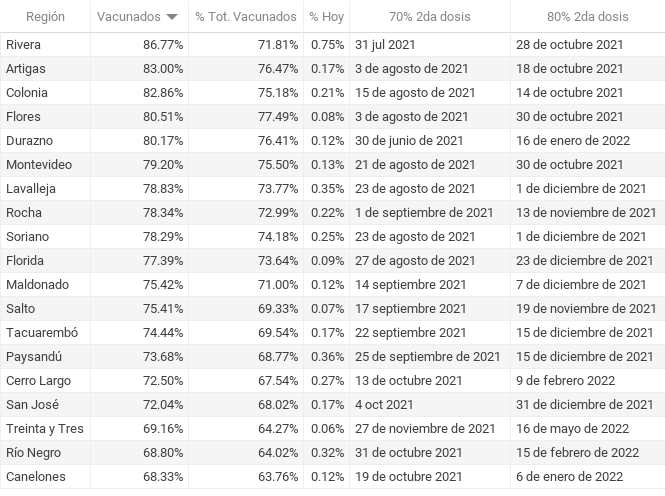 Región Vacunados % Tot. Vacunados % Hoy 70% 2da dosis 80% 2da dosis
Rivera 86.77% 71.81% 0.75% 31 jul 2021 28 de octubre 2021
Artigas 83.00% 76.47% 0.17% 3 de agosto de 2021 18 de octubre 2021
Colonia 82.86% 75.18% 0.21% 15 de agosto de 2021 14 de octubre 2021
Flores 80.51% 77.49% 0.08% 3 de agosto de 2021 30 de octubre 2021
Durazno 80.17% 76.41% 0.12% 30 de junio de 2021 16 de enero de 2022
Montevideo 79.20% 75.50% 0.13% 21 de agosto de 2021 30 de octubre 2021
Lavalleja 78.83% 73.77% 0.35% 23 de agosto de 2021 1 de diciembre de 2021
Rocha 78.34% 72.99% 0.22% 1 de septiembre de 2021 13 de noviembre de 2021
Soriano 78.29% 74.18% 0.25% 23 de agosto de 2021 1 de diciembre de 2021
Florida 77.39% 73.64% 0.09% 27 de agosto de 2021 23 de diciembre de 2021
Maldonado 75.42% 71.00% 0.12% 14 septiembre 2021 7 de diciembre de 2021
Salto 75.41% 69.33% 0.07% 17 septiembre 2021 19 de noviembre de 2021
Tacuarembó 74.44% 69.54% 0.17% 22 septiembre 2021 15 de diciembre de 2021
Paysandú 73.68% 68.77% 0.36% 25 de septiembre de 2021 15 de diciembre de 2021
Cerro Largo 72.50% 67.54% 0.27% 13 de octubre de 2021 9 de febrero 2022
San José 72.04% 68.02% 0.17% 4 oct 2021 31 de diciembre de 2021
Treinta y Tres 69.16% 64.27% 0.06% 27 de noviembre de 2021 16 de mayo de 2022
Río Negro 68.80% 64.02% 0.32% 31 de octubre 2021 15 de febrero de 2022
Canelones 68.33% 63.76% 0.12% 19 de octubre de 2021 6 de enero de 2022